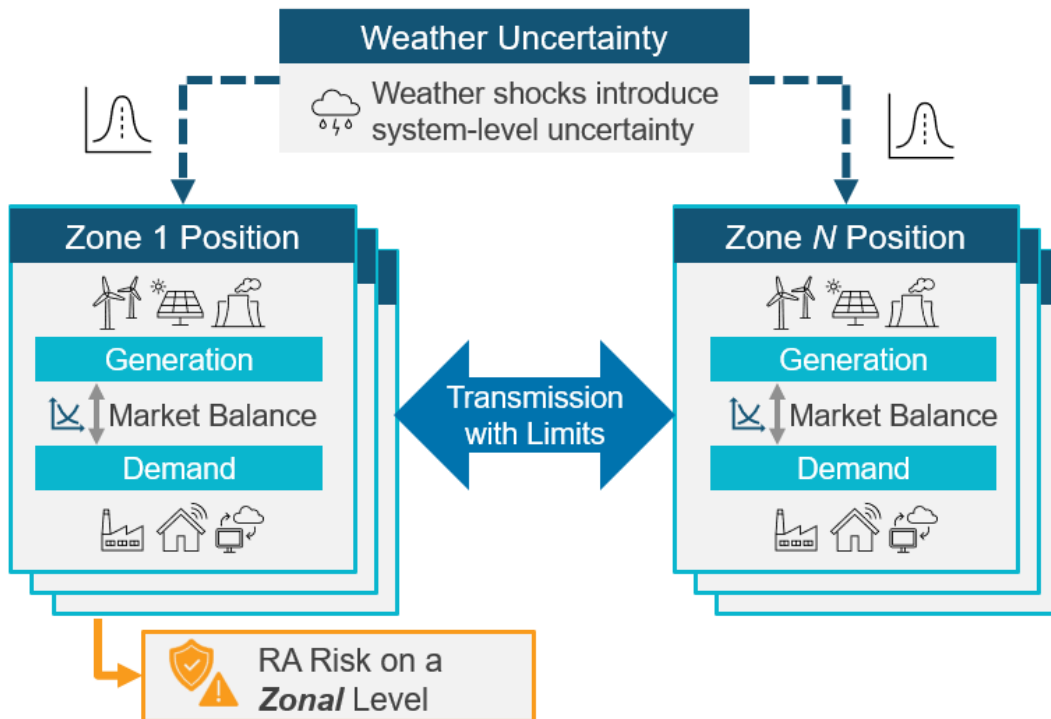 Weather Uncertainty
Weather shocks introduce
system-level uncertainty
Zone 1 Position
Generation
Market Balance
Demand
Transmission
with Limits
Zone N Position
Generation
Market Balance
Demand
RA Risk on a
Zonal Level